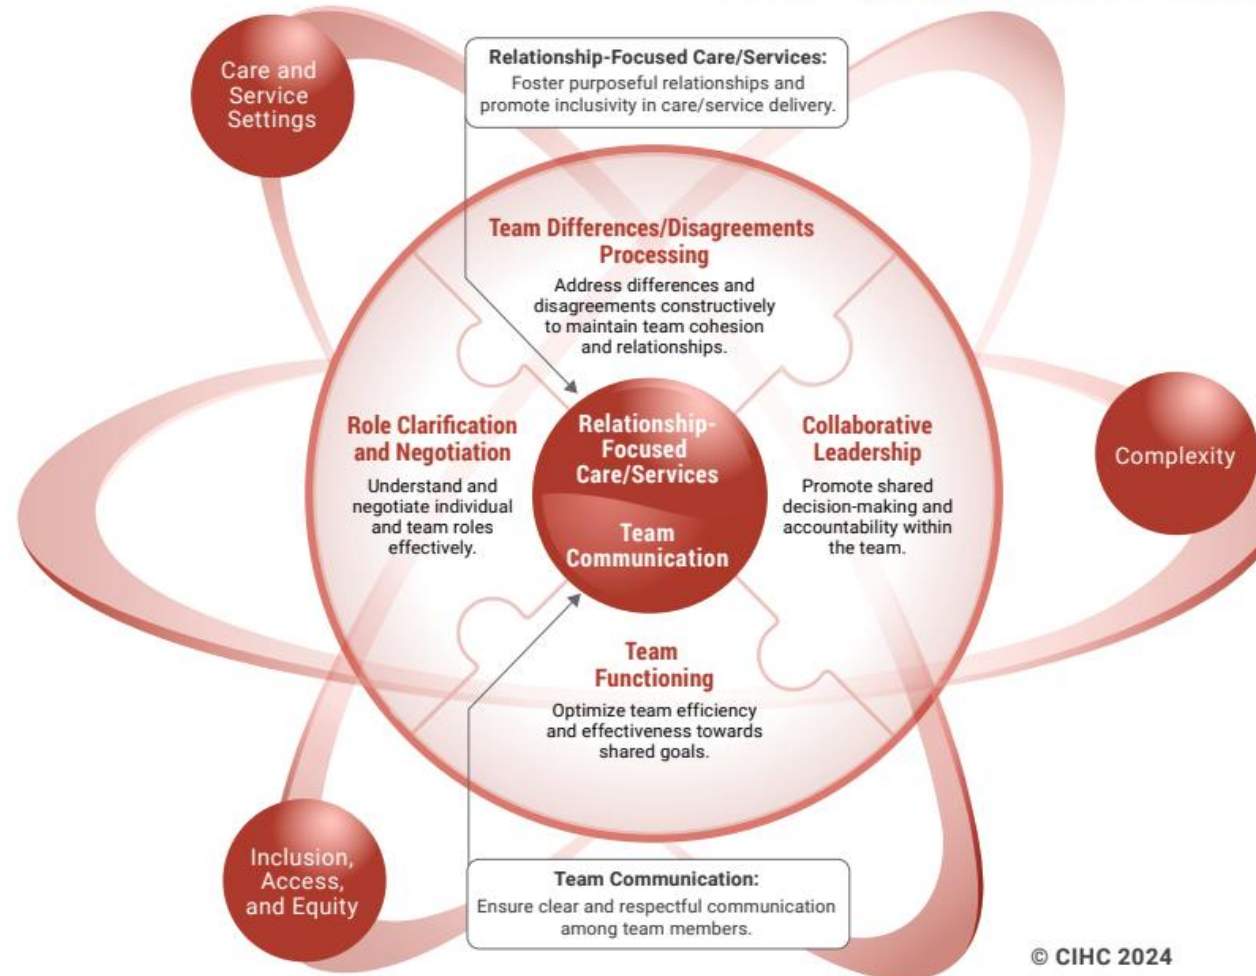 Care and
Service
Settings
Relationship-Focused Care/Services:
Foster purposeful relationships and
promote inclusivity in care/service delivery.
Team Differences/Disagreements
Processing
Address differences and
disagreements constructively
to maintain team cohesion
and relationships.
Role Clarification
and Negotiation
Understand and
negotiate individual
and team roles
effectively.
Relationship-
Focused
Care/Services
Team
Communication
Collaborative
Leadership
Promote shared
decision-making and
accountability within
the team.
Complexity
Team
Functioning
Optimize team efficiency
and effectiveness towards
shared goals.
Inclusion,
Access,
and Equity
Team Communication:
Ensure clear and respectful communication
among team members.
© CIHC 2024